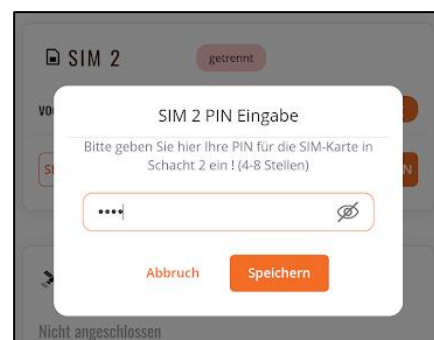 SIM 2
getrennt
SIM 2 PIN Eingabe
Bitte geben Sie hier Ihre PIN für die SIM-Karte in
Schacht 2 ein ! (4-8 Stellen)
••••
Abbruch
Speichern
Nicht angeschlossen